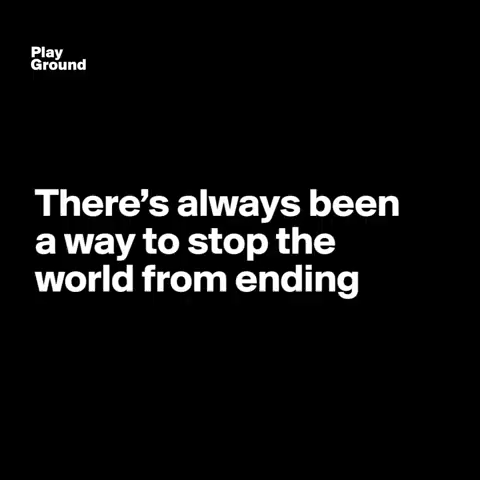 Play
Ground
There’s always been
a way to stop the
world from ending